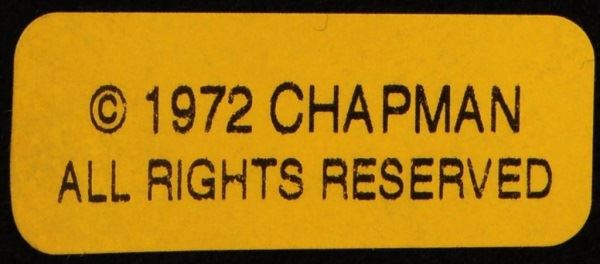 © 1972 CHAPMAN
ALL RIGHTS RESERVED